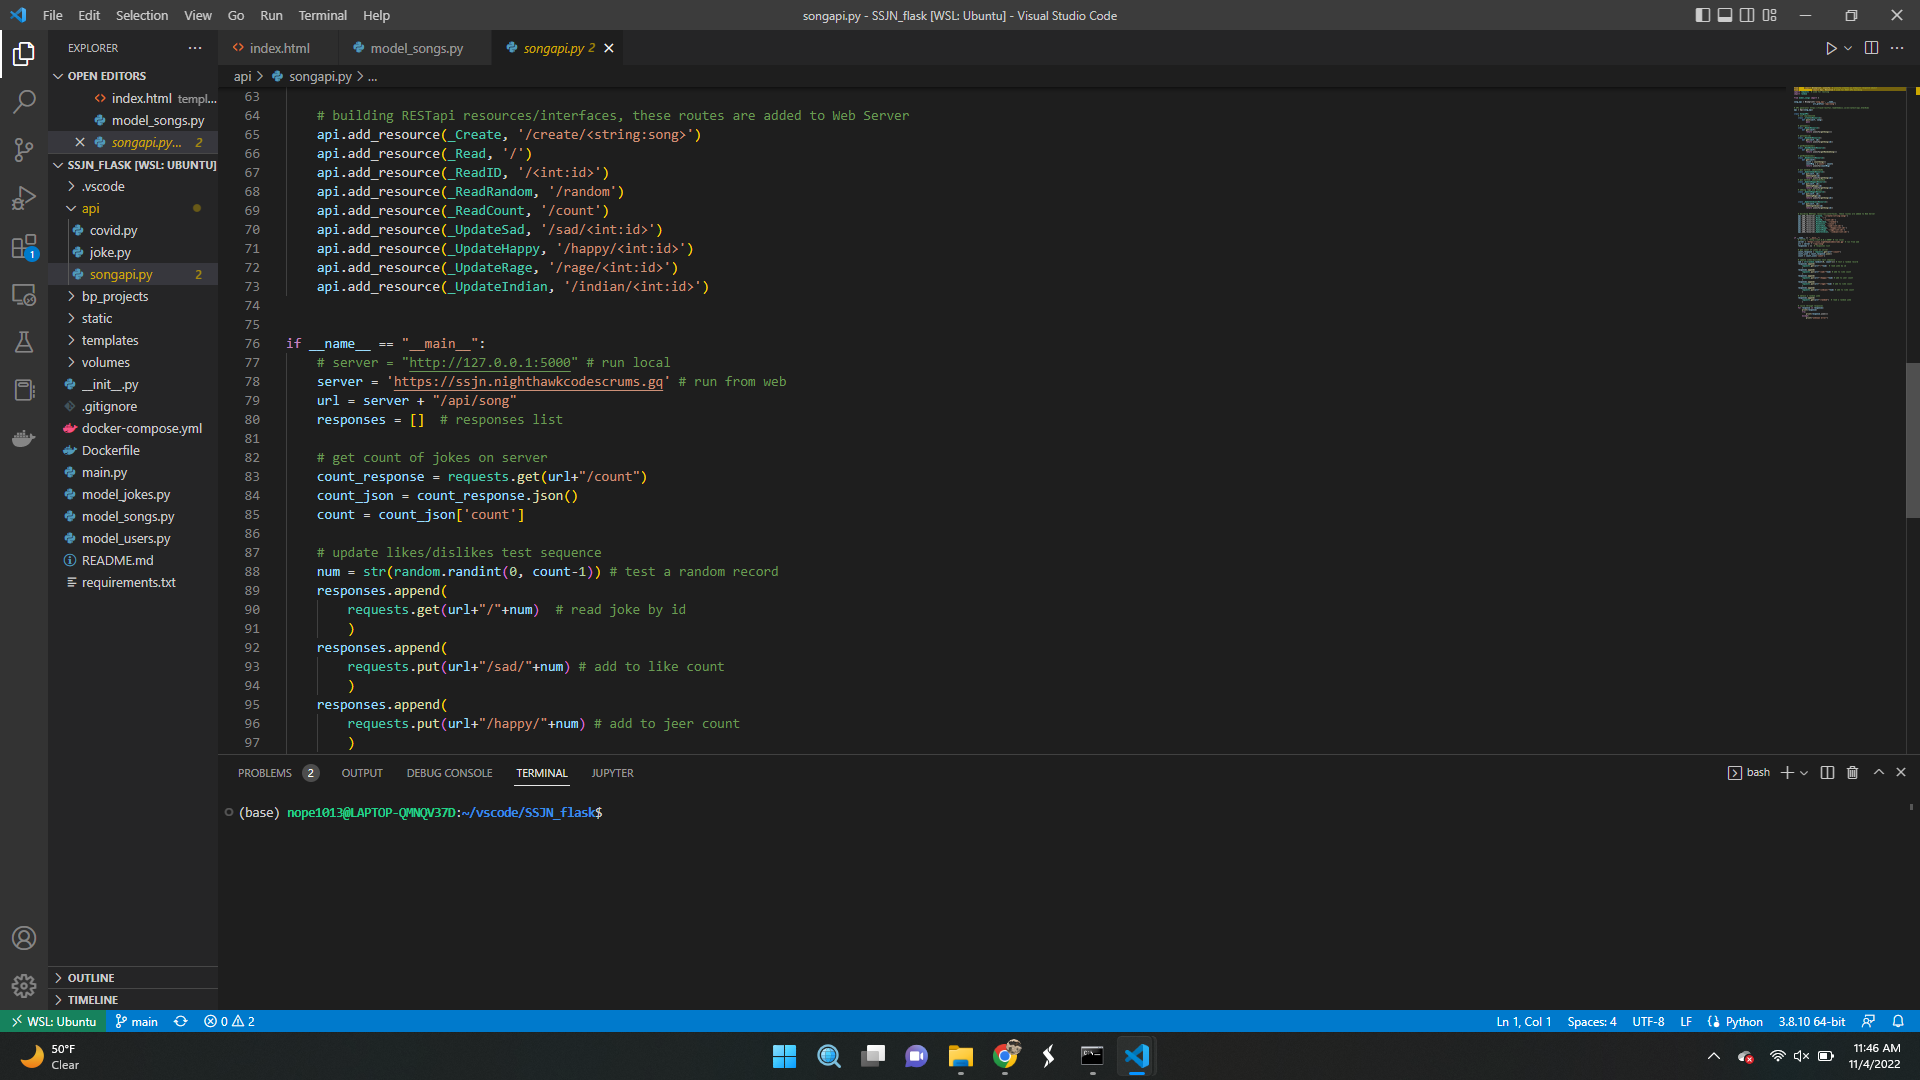 File Edit Selection View Go Run Terminal Help
songapi.py - SSJN_flask [WSL: Ubuntu] - Visual Studio Code
EXPLORER
OPEN EDITORS
index.html templ...
model_songs.py
songapi.py... 2
SSJN_FLASK [WSL: UBUNTU]
.vscode
api
covid.py
joke.py
songapi.py 2
bp_projects
static
templates
volumes
__init__.py
.gitignore
docker-compose.yml
Dockerfile
main.py
model_jokes.py
model_songs.py
model_users.py
README.md
requirements.txt
OUTLINE
TIMELINE
1
index.html model_songs.py songapi.py 2
api > songapi.py > ...
63
64 # building RESTapi resources/interfaces, these routes are added to Web Server
65 api.add_resource(_Create, '/create/<string:song>')
66 api.add_resource(_Read, '/')
67 api.add_resource(_ReadID, '/<int:id>')
68 api.add_resource(_ReadRandom, '/random')
69 api.add_resource(_ReadCount, '/count')
70 api.add_resource(_UpdateSad, '/sad/<int:id>')
71 api.add_resource(_UpdateHappy, '/happy/<int:id>')
72 api.add_resource(_UpdateRage, '/rage/<int:id>')
73 api.add_resource(_UpdateIndian, '/indian/<int:id>')
74
75
76 if __name__ == "__main__":
77 # server = "http://127.0.0.1:5000" # run local
78 server = 'https://ssjn.nighthawkcodescrums.gq' # run from web
79 url = server + "/api/song"
80 responses = [] # responses list
81
82 # get count of jokes on server
83 count_response = requests.get(url+"/count")
84 count_json = count_response.json()
85 count = count_json['count']
86
87 # update likes/dislikes test sequence
88 num = str(random.randint(0, count-1)) # test a random record
89 responses.append(
90 requests.get(url+"/"+num) # read joke by id
91 )
92 responses.append(
93 requests.put(url+"/sad/"+num) # add to like count
94 )
95 responses.append(
96 requests.put(url+"/happy/"+num) # add to jeer count
97 )
PROBLEMS 2 OUTPUT DEBUG CONSOLE TERMINAL JUPYTER
bash
(base) nope1013@LAPTOP-QMNQV37D:~/vscode/SSJN_flask$
WSL: Ubuntu main 0 2
Ln 1, Col 1 Spaces: 4 UTF-8 LF Python 3.8.10 64-bit
50°F
Clear
11:46 AM
11/4/2022